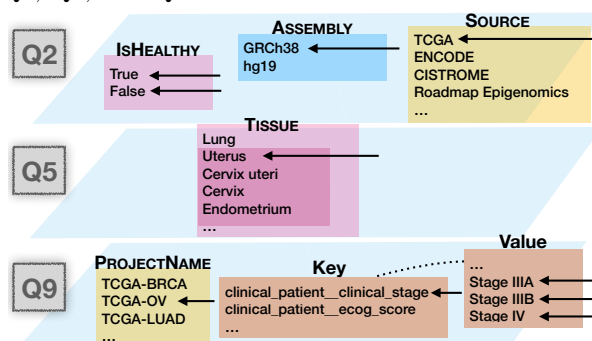 Q2
ISHEALTHY
True
False
ASSEMBLY
GRCh38
hg19
SOURCE
TCGA
ENCODE
CISTROME
Roadmap Epigenomics
...
Q5
TISSUE
Lung
Uterus
Cervix uteri
Cervix
Endometrium
...
Q9
PROJECTNAME
TCGA-BRCA
TCGA-OV
TCGA-LUAD
...
Key
clinical_patient__clinical_stage
clinical_patient__ecog_score
...
Value
...
Stage IIIA
Stage IIIB
Stage IV